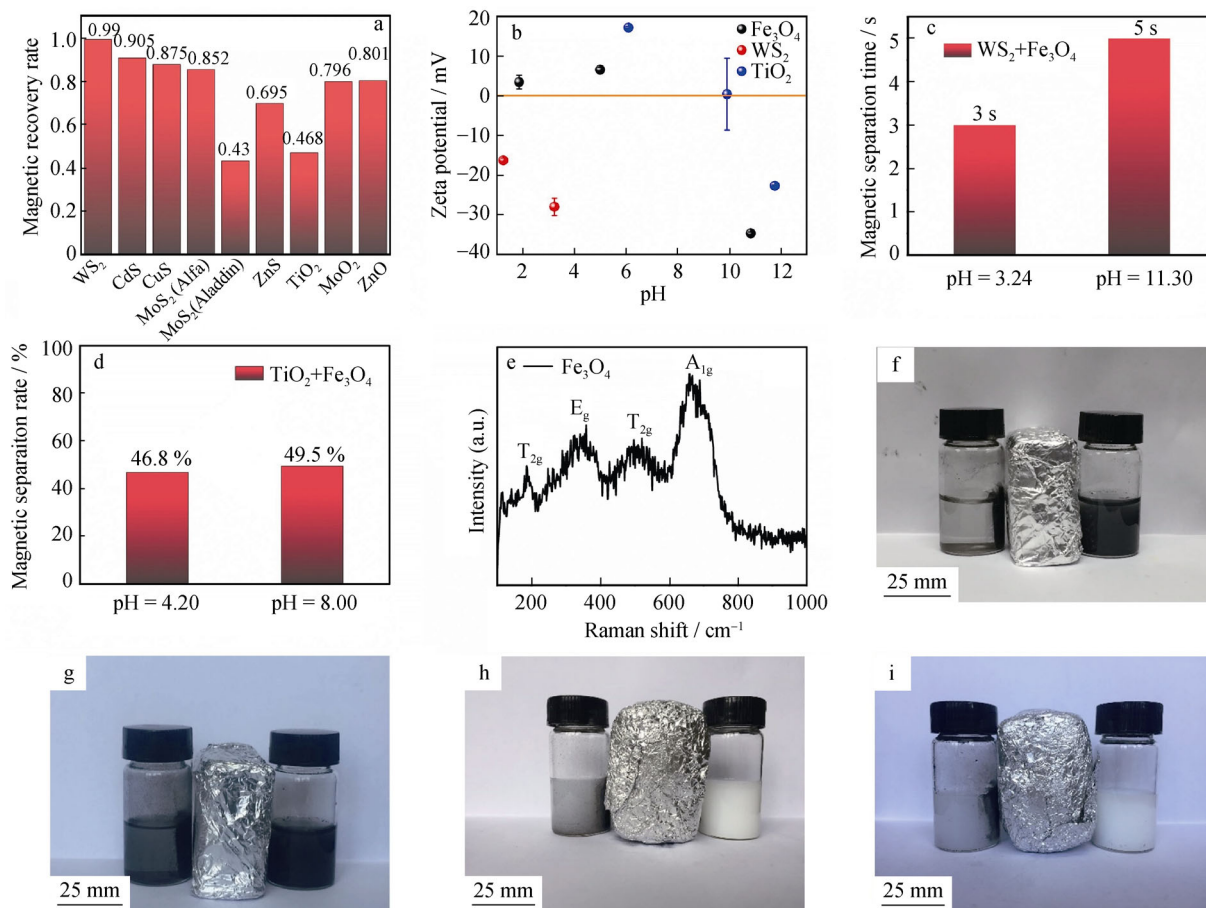 a
Magnetic recovery rate
1.0
0.8
0.6
0.4
0.2
0
0.99
0.905
0.875
0.852
0.43
0.695
0.468
0.796
0.801
WS₂
CdS
CuS
MoS₂ (Alfa)
MoS₂(Aladdin)
ZnS
TiO₂
MoO₂
ZnO
b
Zeta potential / mV
20
10
0
−10
−20
−30
−40
Fe₃O₄
WS₂
TiO₂
2
4
6
8
10
12
pH
c
Magnetic separation time / s
5
4
3
2
1
0
WS₂+Fe₃O₄
3 s
5 s
pH = 3.24
pH = 11.30
d
Magnetic separaiton rate / %
100
80
60
40
20
0
TiO₂+Fe₃O₄
46.8 %
49.5 %
pH = 4.20
pH = 8.00
e
Intensity (a.u.)
Fe₃O₄
T₂g
Eg
T₂g
A₁g
200
400
600
800
1000
Raman shift / cm⁻¹
f
25 mm
g
25 mm
h
25 mm
i
25 mm